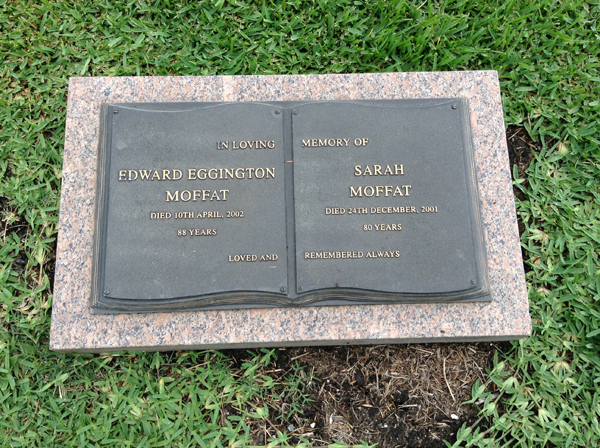 IN LOVING MEMORY OF
EDWARD EGGINGTON
MOFFAT
DIED 10TH APRIL, 2002
88 YEARS
SARAH
MOFFAT
DIED 24TH DECEMBER, 2001
80 YEARS
LOVED AND REMEMBERED ALWAYS